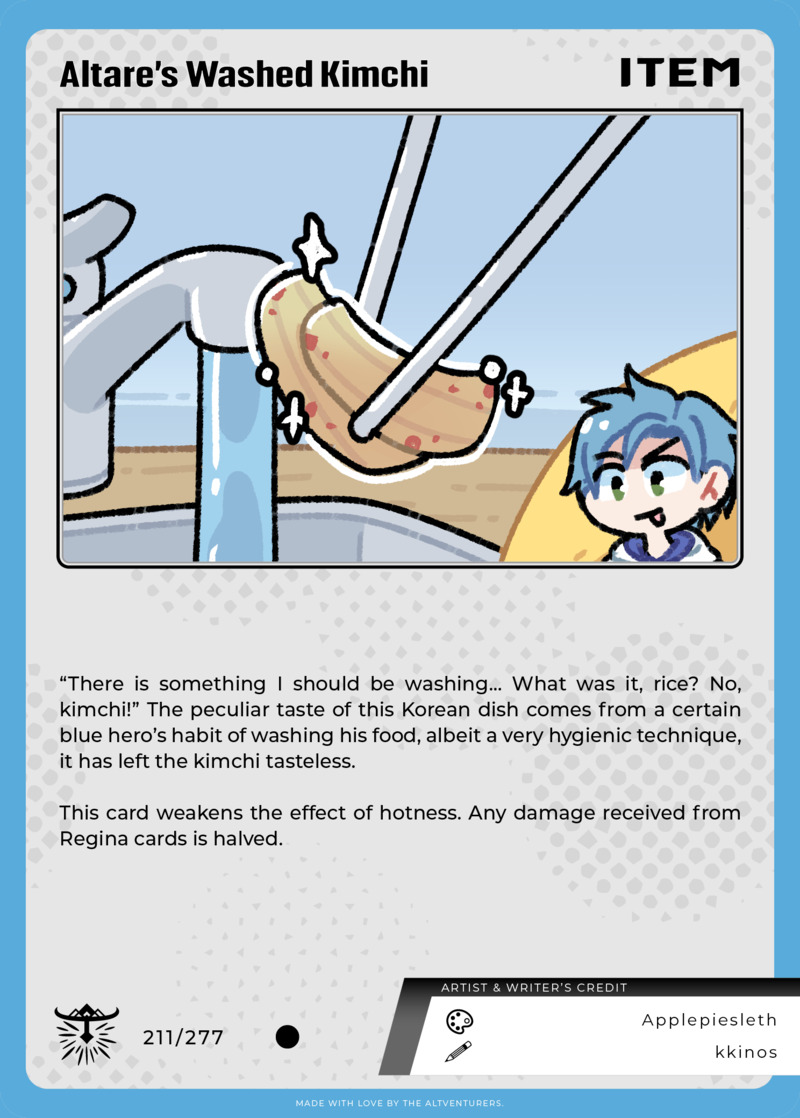 Altare's Washed Kimchi
ITEM
“There is something I should be washing... What was it, rice? No,
kimchi!” The peculiar taste of this Korean dish comes from a certain
blue hero's habit of washing his food, albeit a very hygienic technique,
it has left the kimchi tasteless.
This card weakens the effect of hotness. Any damage received from
Regina cards is halved.
ARTIST & WRITER'S CREDIT
Applepiesleth
kkinos
211/277
MADE WITH LOVE BY THE ALTVENTURERS.